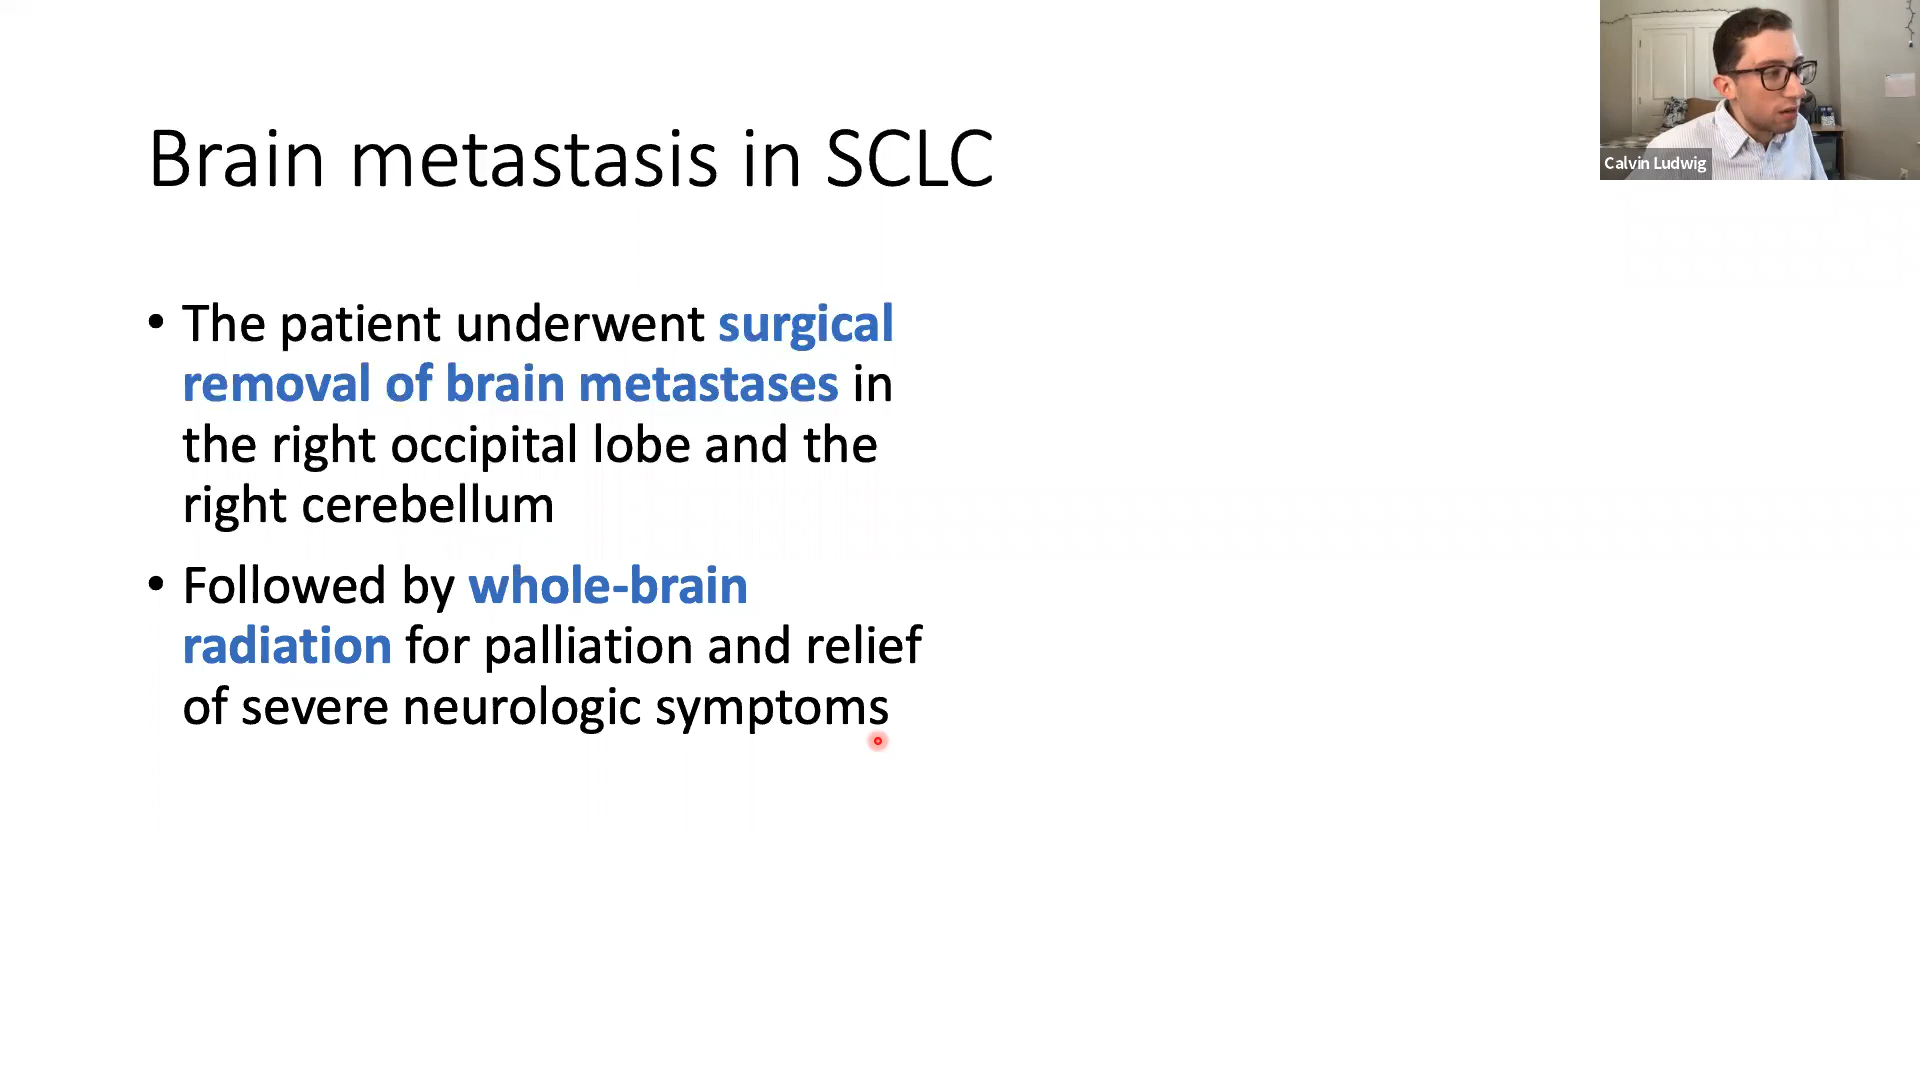 Brain metastasis in SCLC
Calvin Ludwig
• The patient underwent surgical
removal of brain metastases in
the right occipital lobe and the
right cerebellum
• Followed by whole-brain
radiation for palliation and relief
of severe neurologic symptoms